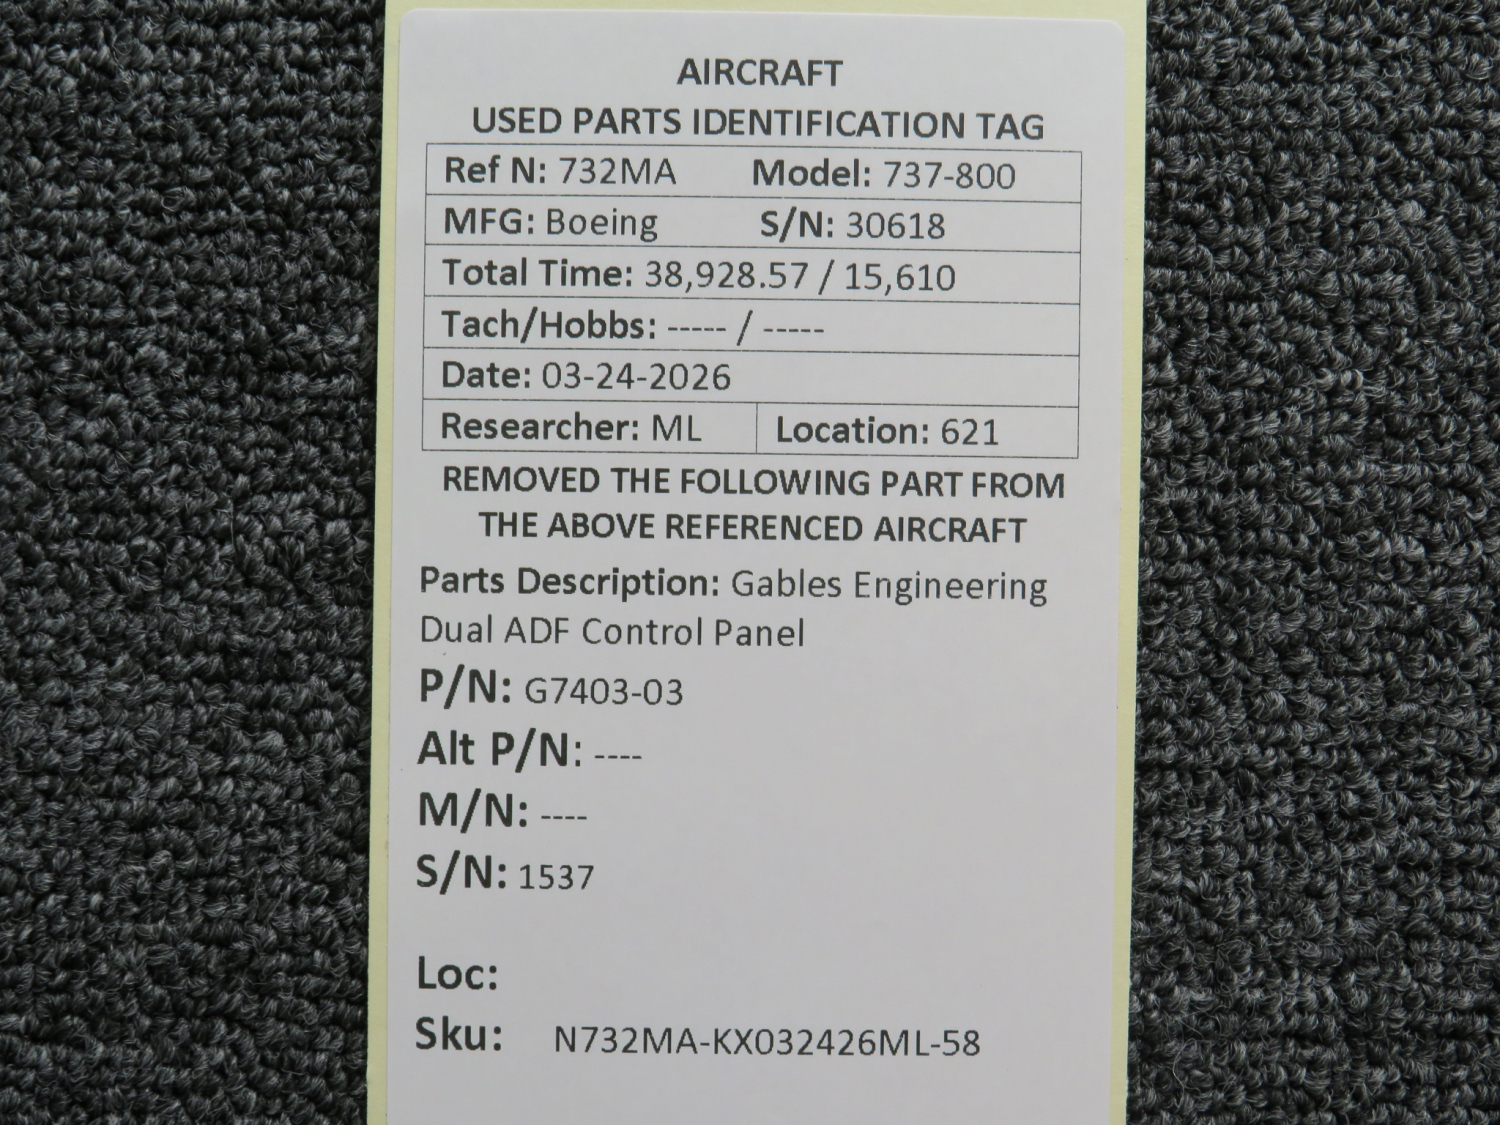 AIRCRAFT
USED PARTS IDENTIFICATION TAG
Ref N: 732MA Model: 737-800
MFG: Boeing S/N: 30618
Total Time: 38,928.57 / 15,610
Tach/Hobbs: ----- / -----
Date: 03-24-2026
Researcher: ML Location: 621
REMOVED THE FOLLOWING PART FROM
THE ABOVE REFERENCED AIRCRAFT
Parts Description: Gables Engineering
Dual ADF Control Panel
P/N: G7403-03
Alt P/N: ----
M/N: ----
S/N: 1537
Loc:
Sku: N732MA-KX032426ML-58